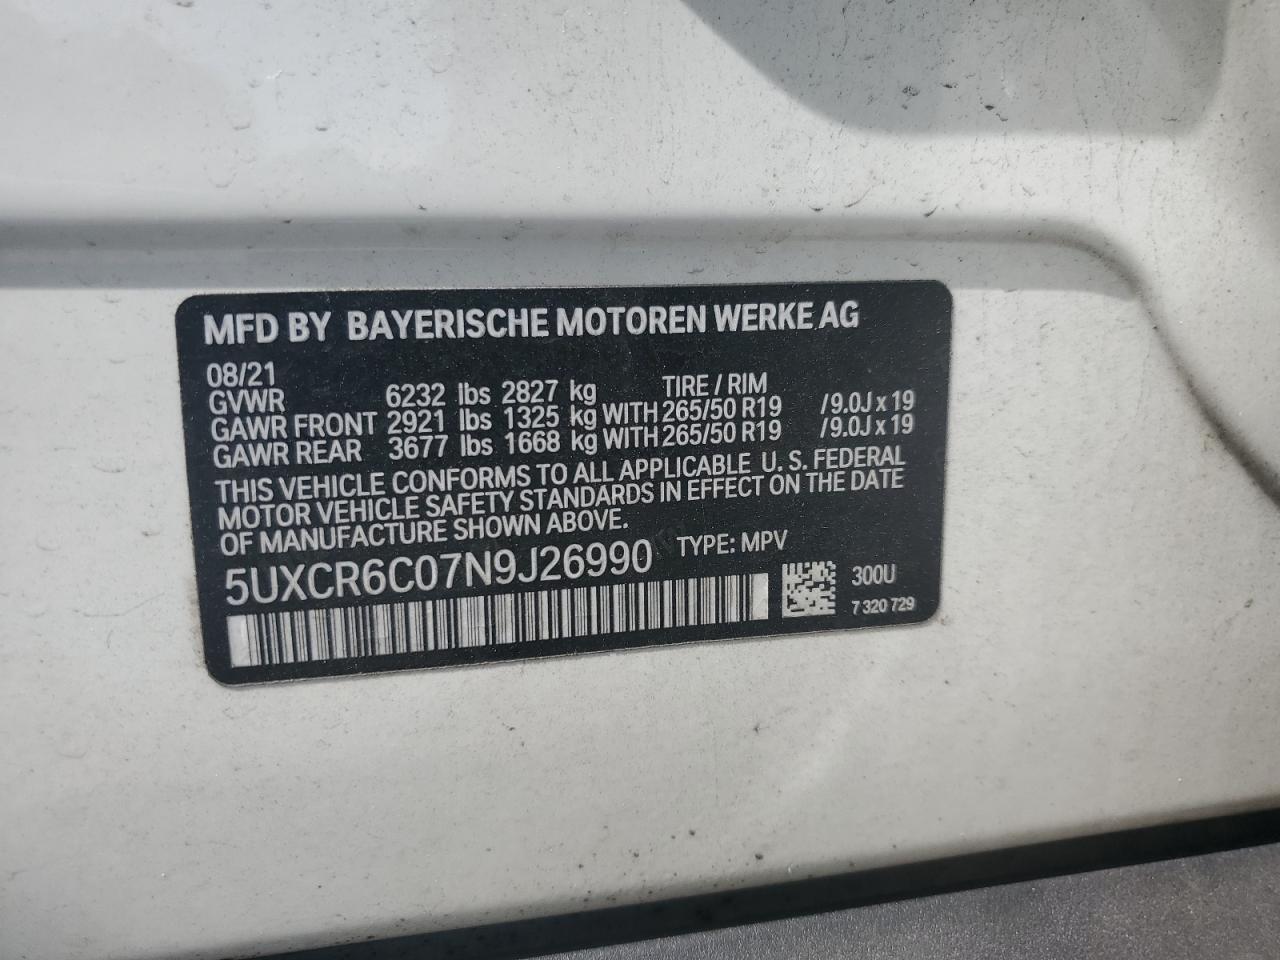 MFD BY BAYERISCHE MOTOREN WERKE AG
08/21
GVWR 6232 lbs 2827 kg TIRE / RIM
GAWR FRONT 2921 lbs 1325 kg WITH 265/50 R19 /9.0J x 19
GAWR REAR 3677 lbs 1668 kg WITH 265/50 R19 /9.0J x 19
THIS VEHICLE CONFORMS TO ALL APPLICABLE U. S. FEDERAL
MOTOR VEHICLE SAFETY STANDARDS IN EFFECT ON THE DATE
OF MANUFACTURE SHOWN ABOVE.
5UXCR6C07N9J26990 TYPE: MPV
300U
7 320 729